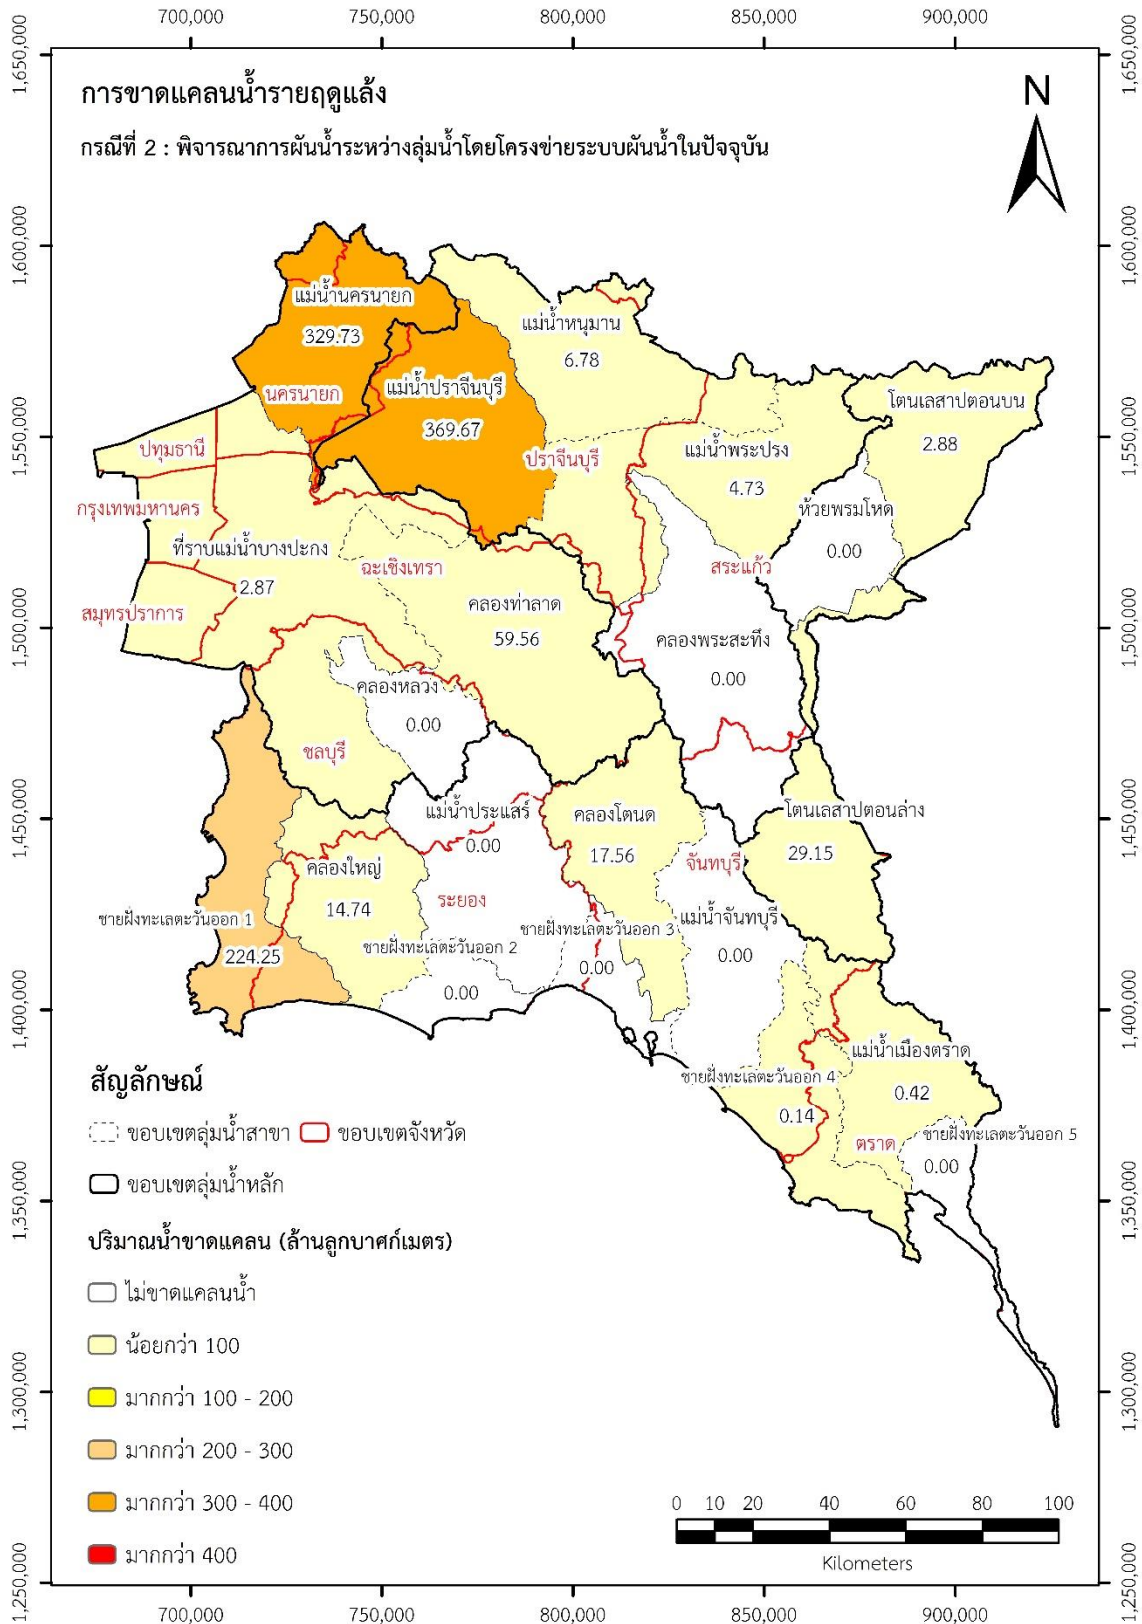 700,000 750,000 800,000 850,000 900,000
1,650,000 1,650,000
การขาดแคลนน้ำรายฤดูแล้ง
N
กรณีที่ 2 : พิจารณาการผันน้ำระหว่างลุ่มน้ำโดยโครงข่ายระบบผันน้ำในปัจจุบัน
1,600,000 1,600,000
แม่น้ำนครนายก
329.73
นครนายก
แม่น้ำหนุมาน
6.78
แม่น้ำปราจีนบุรี
369.67
โตนเลสาปตอนบน
2.88
1,550,000 1,550,000
ปทุมธานี
ปราจีนบุรี
แม่น้ำพระปรง
4.73
กรุงเทพมหานคร
ห้วยพรมโหด
0.00
ที่ราบแม่น้ำบางปะกง
2.87
ฉะเชิงเทรา
สระแก้ว
สมุทรปราการ
คลองท่าลาด
59.56
1,500,000 1,500,000
คลองพระสะทึง
0.00
คลองหลวง
0.00
ชลบุรี
1,450,000 1,450,000
แม่น้ำประแสร์
0.00
คลองโตนด
17.56
โตนเลสาปตอนล่าง
29.15
คลองใหญ่
14.74
จันทบุรี
ระยอง
ชายฝั่งทะเลตะวันออก 1
224.25
แม่น้ำจันทบุรี
0.00
ชายฝั่งทะเลตะวันออก 3
0.00
ชายฝั่งทะเลตะวันออก 2
0.00
1,400,000 1,400,000
แม่น้ำเมืองตราด
0.42
ชายฝั่งทะเลตะวันออก 4
0.14
ตราด
ชายฝั่งทะเลตะวันออก 5
0.00
สัญลักษณ์
ขอบเขตลุ่มน้ำสาขา ขอบเขตจังหวัด
ขอบเขตลุ่มน้ำหลัก
1,350,000 1,350,000
ปริมาณน้ำขาดแคลน (ล้านลูกบาศก์เมตร)
ไม่ขาดแคลนน้ำ
น้อยกว่า 100
มากกว่า 100 - 200
1,300,000 1,300,000
มากกว่า 200 - 300
มากกว่า 300 - 400
มากกว่า 400
0 10 20 40 60 80 100
Kilometers
1,250,000 1,250,000
700,000 750,000 800,000 850,000 900,000